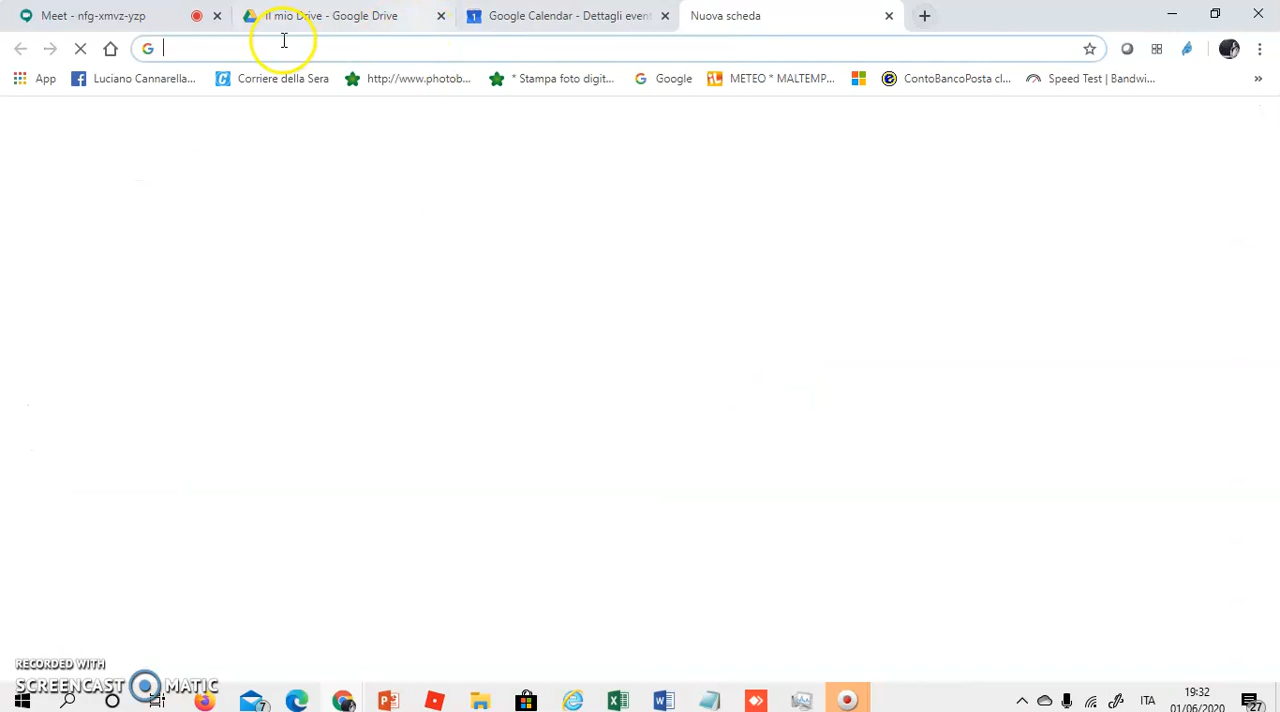 Meet - nfg-xmvz-yzp
Il mio Drive - Google Drive
Google Calendar - Dettagli event
Nuova scheda
App
Luciano Cannarella...
Corriere della Sera
http://www.photob...
* Stampa foto digit...
Google
METEO * MALTEMP...
ContoBancoPosta cl...
Speed Test | Bandwi...
»
RECORDED WITH
SCREENCAST MATIC
7
ITA
19:32
01/06/2020
27